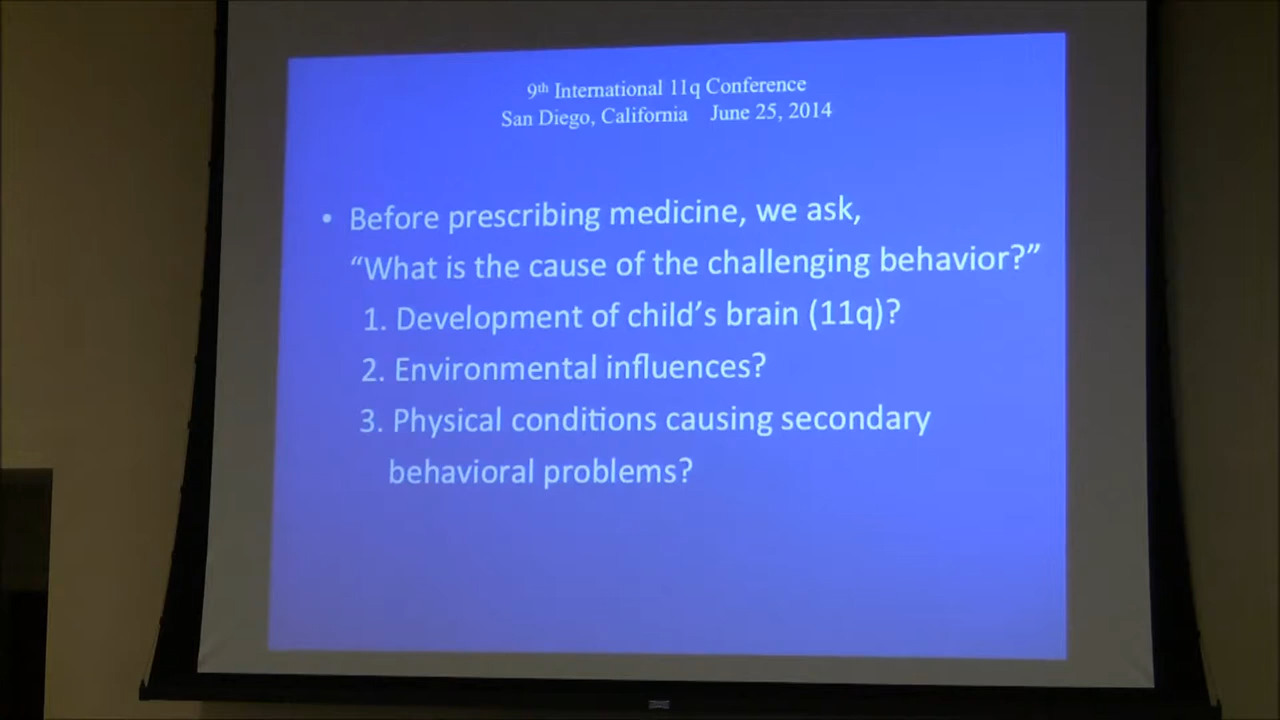 9th International 11q Conference
San Diego, California June 25, 2014
• Before prescribing medicine, we ask,
“What is the cause of the challenging behavior?”
1. Development of child’s brain (11q)?
2. Environmental influences?
3. Physical conditions causing secondary
behavioral problems?